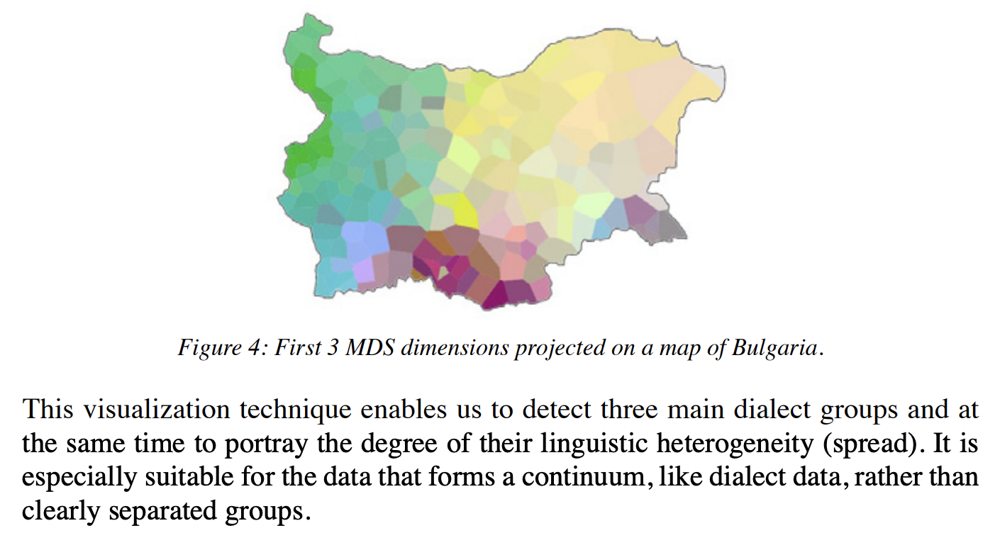 Figure 4: First 3 MDS dimensions projected on a map of Bulgaria.
This visualization technique enables us to detect three main dialect groups and at
the same time to portray the degree of their linguistic heterogeneity (spread). It is
especially suitable for the data that forms a continuum, like dialect data, rather than
clearly separated groups.